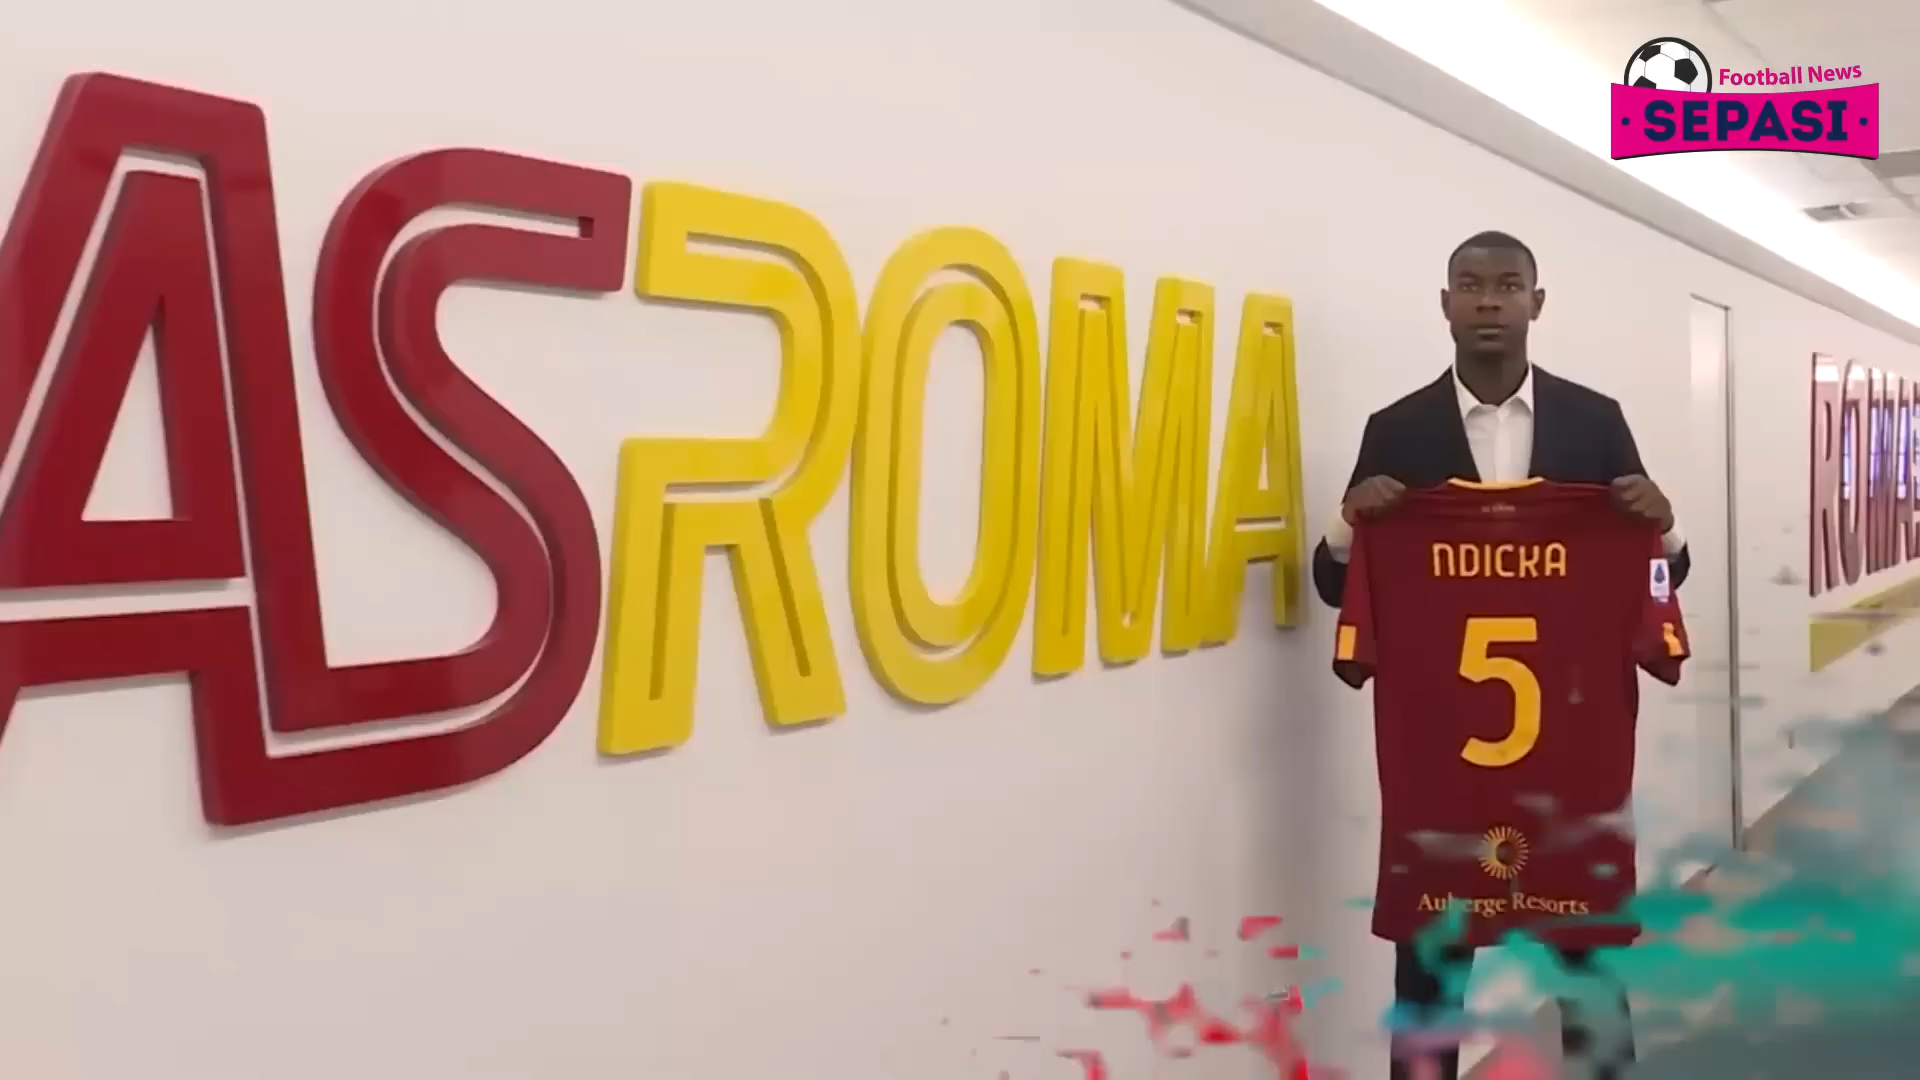 Football News
• SEPASI •
ASROMA
NDICKA
5
Auberge Resorts